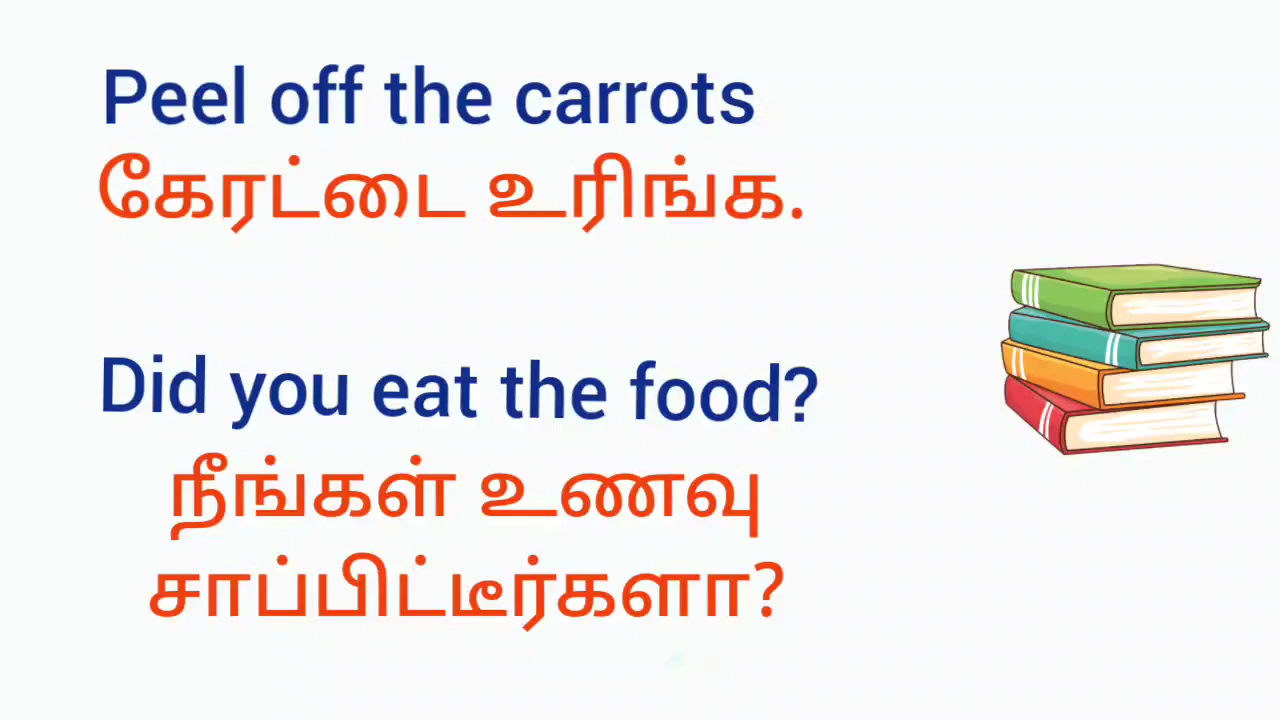 Peel off the carrots
கேரட்டை உரிங்க.
Did you eat the food?
நீங்கள் உணவு
சாப்பிட்டீர்களா?